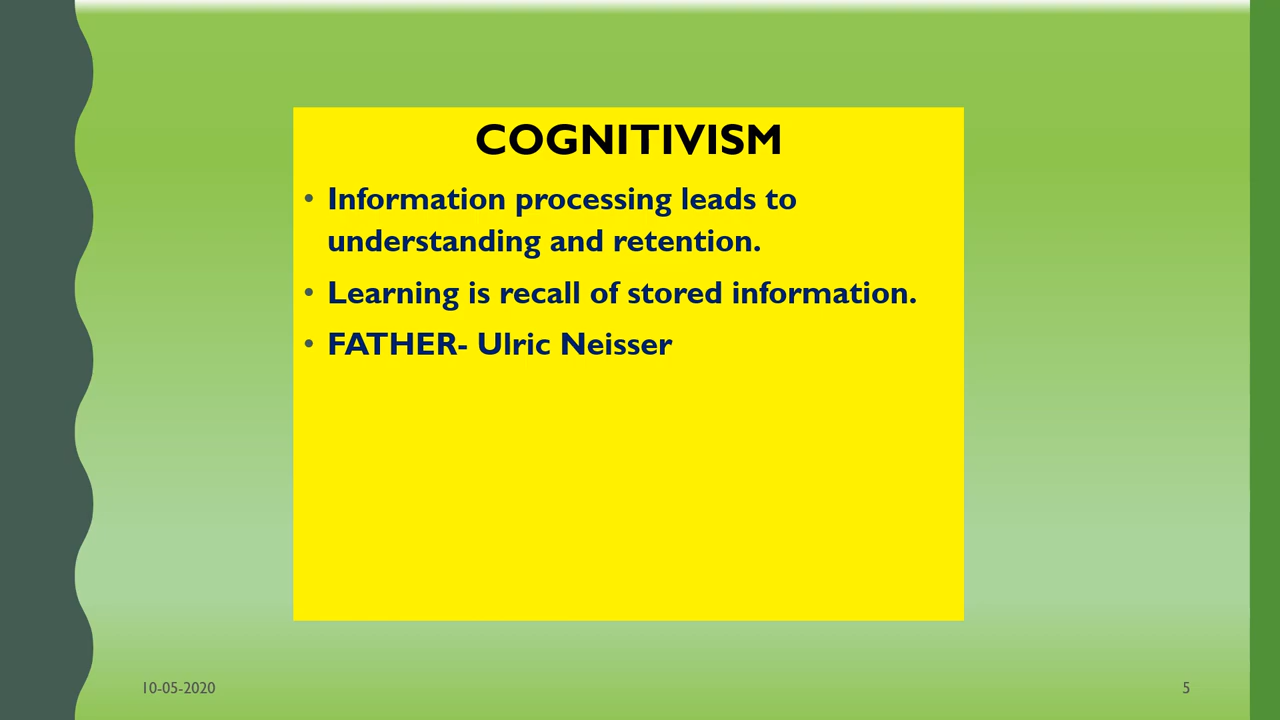 COGNITIVISM
• Information processing leads to
understanding and retention.
• Learning is recall of stored information.
• FATHER- Ulric Neisser
10-05-2020
5